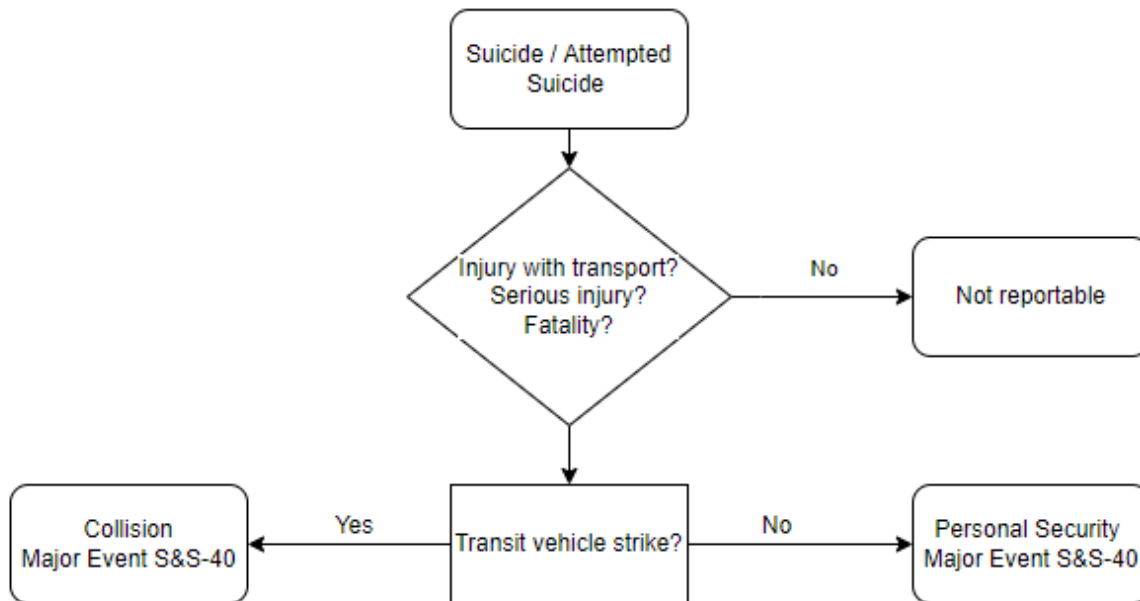 Suicide / Attempted
Suicide
Injury with transport?
Serious injury?
Fatality?
No
Not reportable
Collision
Major Event S&S-40
Yes
Transit vehicle strike?
No
Personal Security
Major Event S&S-40